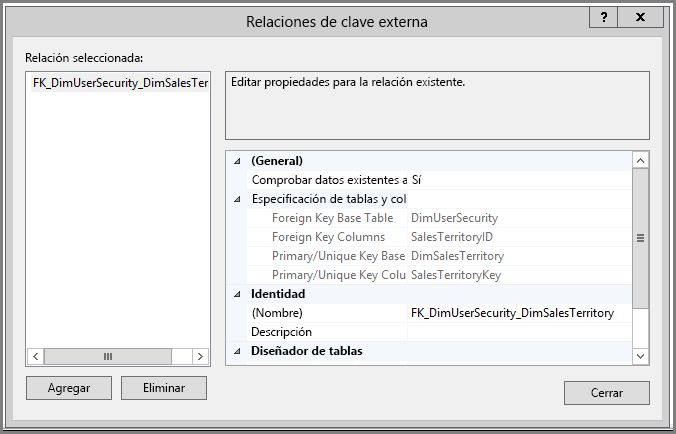 Relaciones de clave externa
? X
Relación seleccionada:
FK_DimUserSecurity_DimSalesTer
Editar propiedades para la relación existente.
(General)
Comprobar datos existentes a Sí
Especificación de tablas y col
Foreign Key Base Table DimUserSecurity
Foreign Key Columns SalesTerritoryID
Primary/Unique Key Base DimSalesTerritory
Primary/Unique Key Colu SalesTerritoryKey
Identidad
(Nombre) FK_DimUserSecurity_DimSalesTerritory
Descripción
Diseñador de tablas
Agregar Eliminar
Cerrar